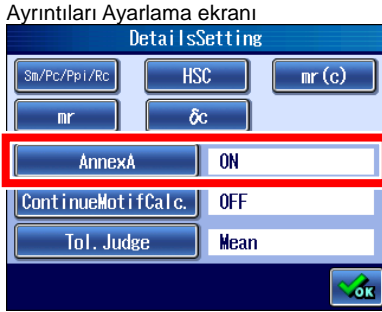 Ayrıntıları Ayarlama ekranı
DetailsSetting
Sm/Pc/Ppi/Rc HSC mr(c)
mr δc
AnnexA ON
ContinueMotifCalc. OFF
Tol.Judge Mean
OK